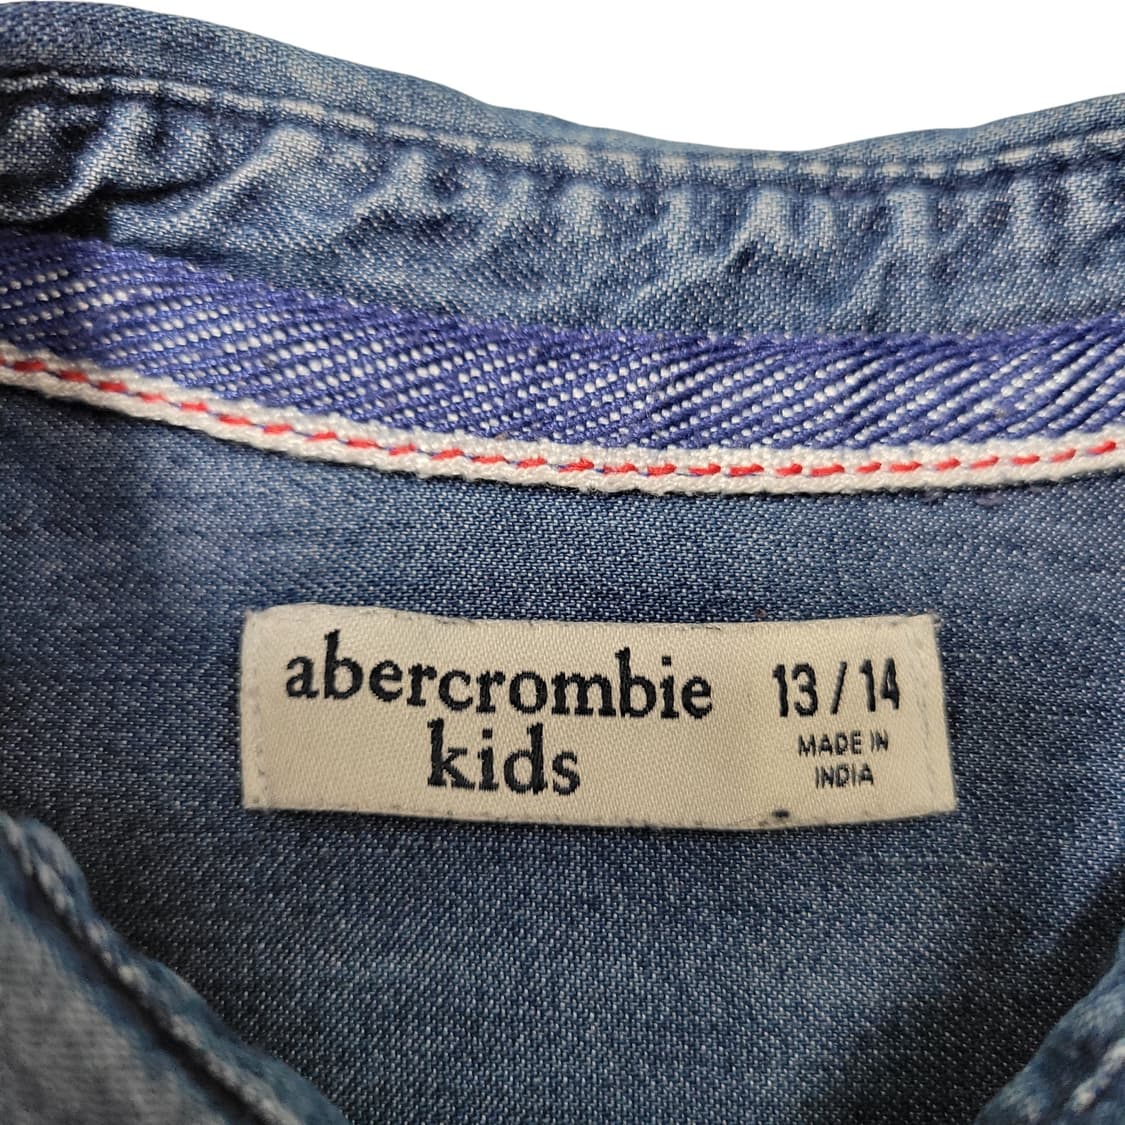 abercrombie
kids
13/14
MADE IN
INDIA